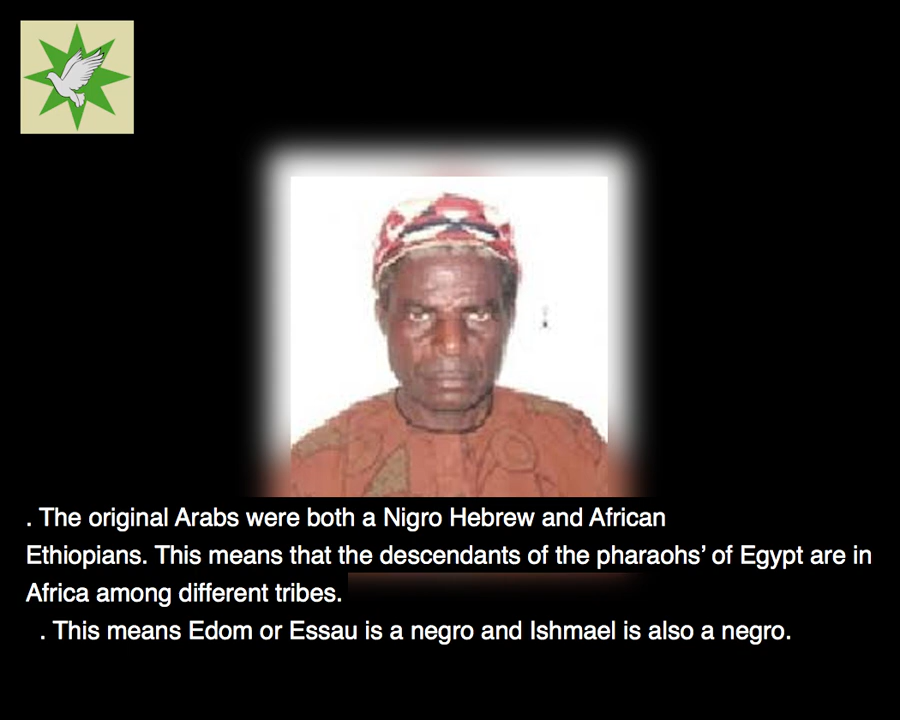 . The original Arabs were both a Nigro Hebrew and African
Ethiopians. This means that the descendants of the pharaohs’ of Egypt are in
Africa among different tribes.
. This means Edom or Essau is a negro and Ishmael is also a negro.